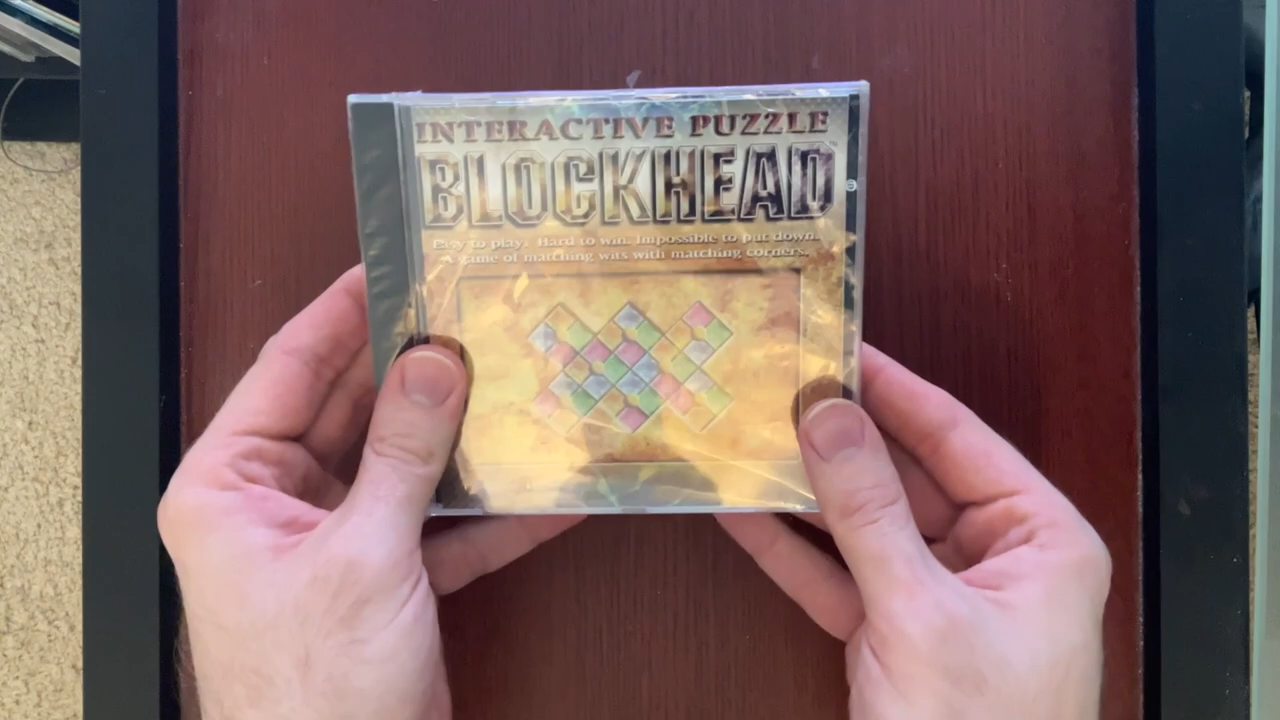 INTERACTIVE PUZZLE
BLOCKHEAD
Easy to play. Hard to win. Impossible to put down.
A game of matching wits with matching corners.